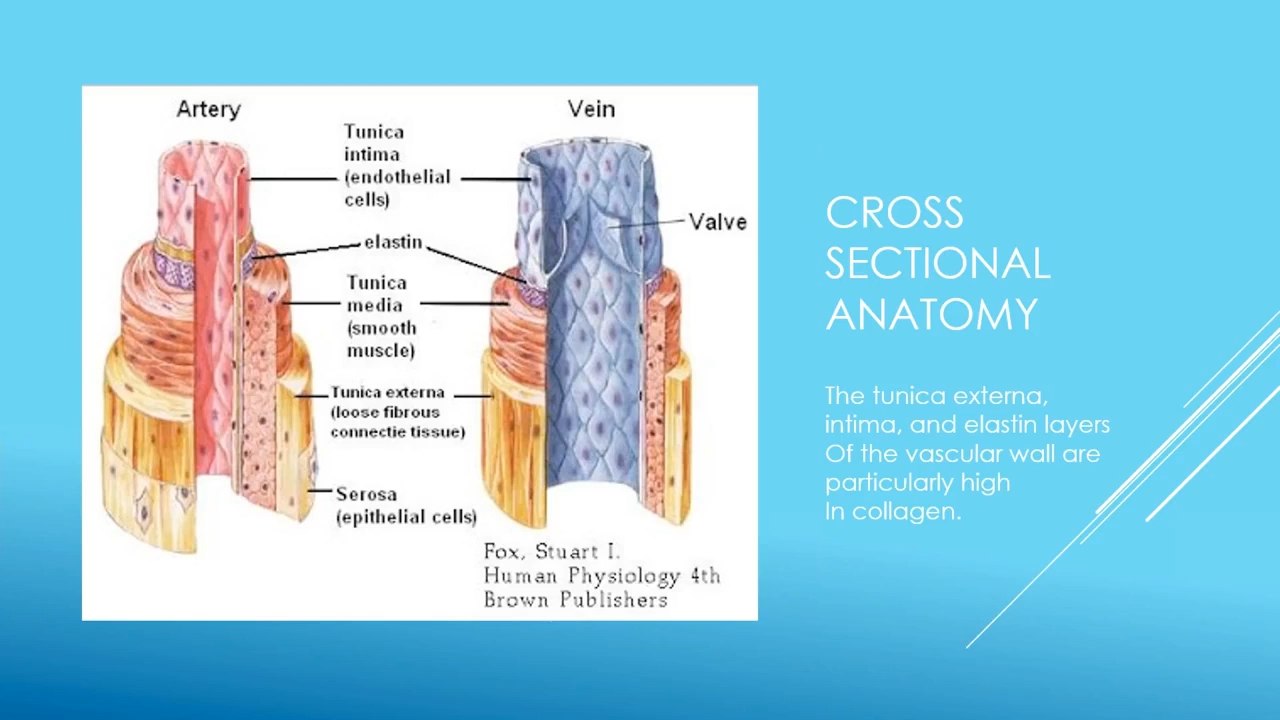 Artery
Vein
Tunica
intima
(endothelial
cells)
Valve
elastin
Tunica
media
(smooth
muscle)
Tunica externa
(loose fibrous
connectie tissue)
Serosa
(epithelial cells)
Fox, Stuart I.
Human Physiology 4th
Brown Publishers
CROSS
SECTIONAL
ANATOMY
The tunica externa,
intima, and elastin layers
Of the vascular wall are
particularly high
In collagen.